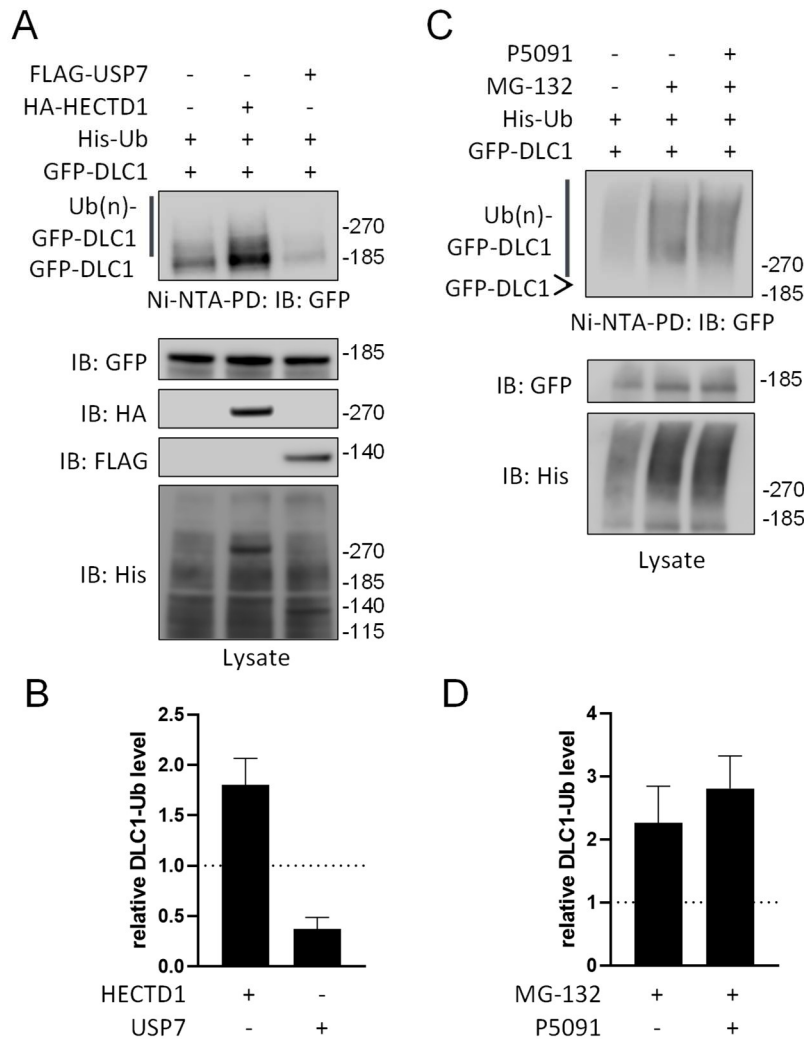 A
FLAG-USP7 - - +
HA-HECTD1 - + -
His-Ub + + +
GFP-DLC1 + + +
Ub(n)-
GFP-DLC1
GFP-DLC1
-270
-185
Ni-NTA-PD: IB: GFP
IB: GFP -185
IB: HA -270
IB: FLAG -140
IB: His
-270
-185
-140
-115
Lysate
B
relative DLC1-Ub level
2.5
2.0
1.5
1.0
0.5
0.0
HECTD1 + -
USP7 - +
C
P5091 - - +
MG-132 - + +
His-Ub + + +
GFP-DLC1 + + +
Ub(n)-
GFP-DLC1
GFP-DLC1
-270
-185
Ni-NTA-PD: IB: GFP
IB: GFP -185
IB: His
-270
-185
Lysate
D
relative DLC1-Ub level
4
3
2
1
0
MG-132 + +
P5091 - +